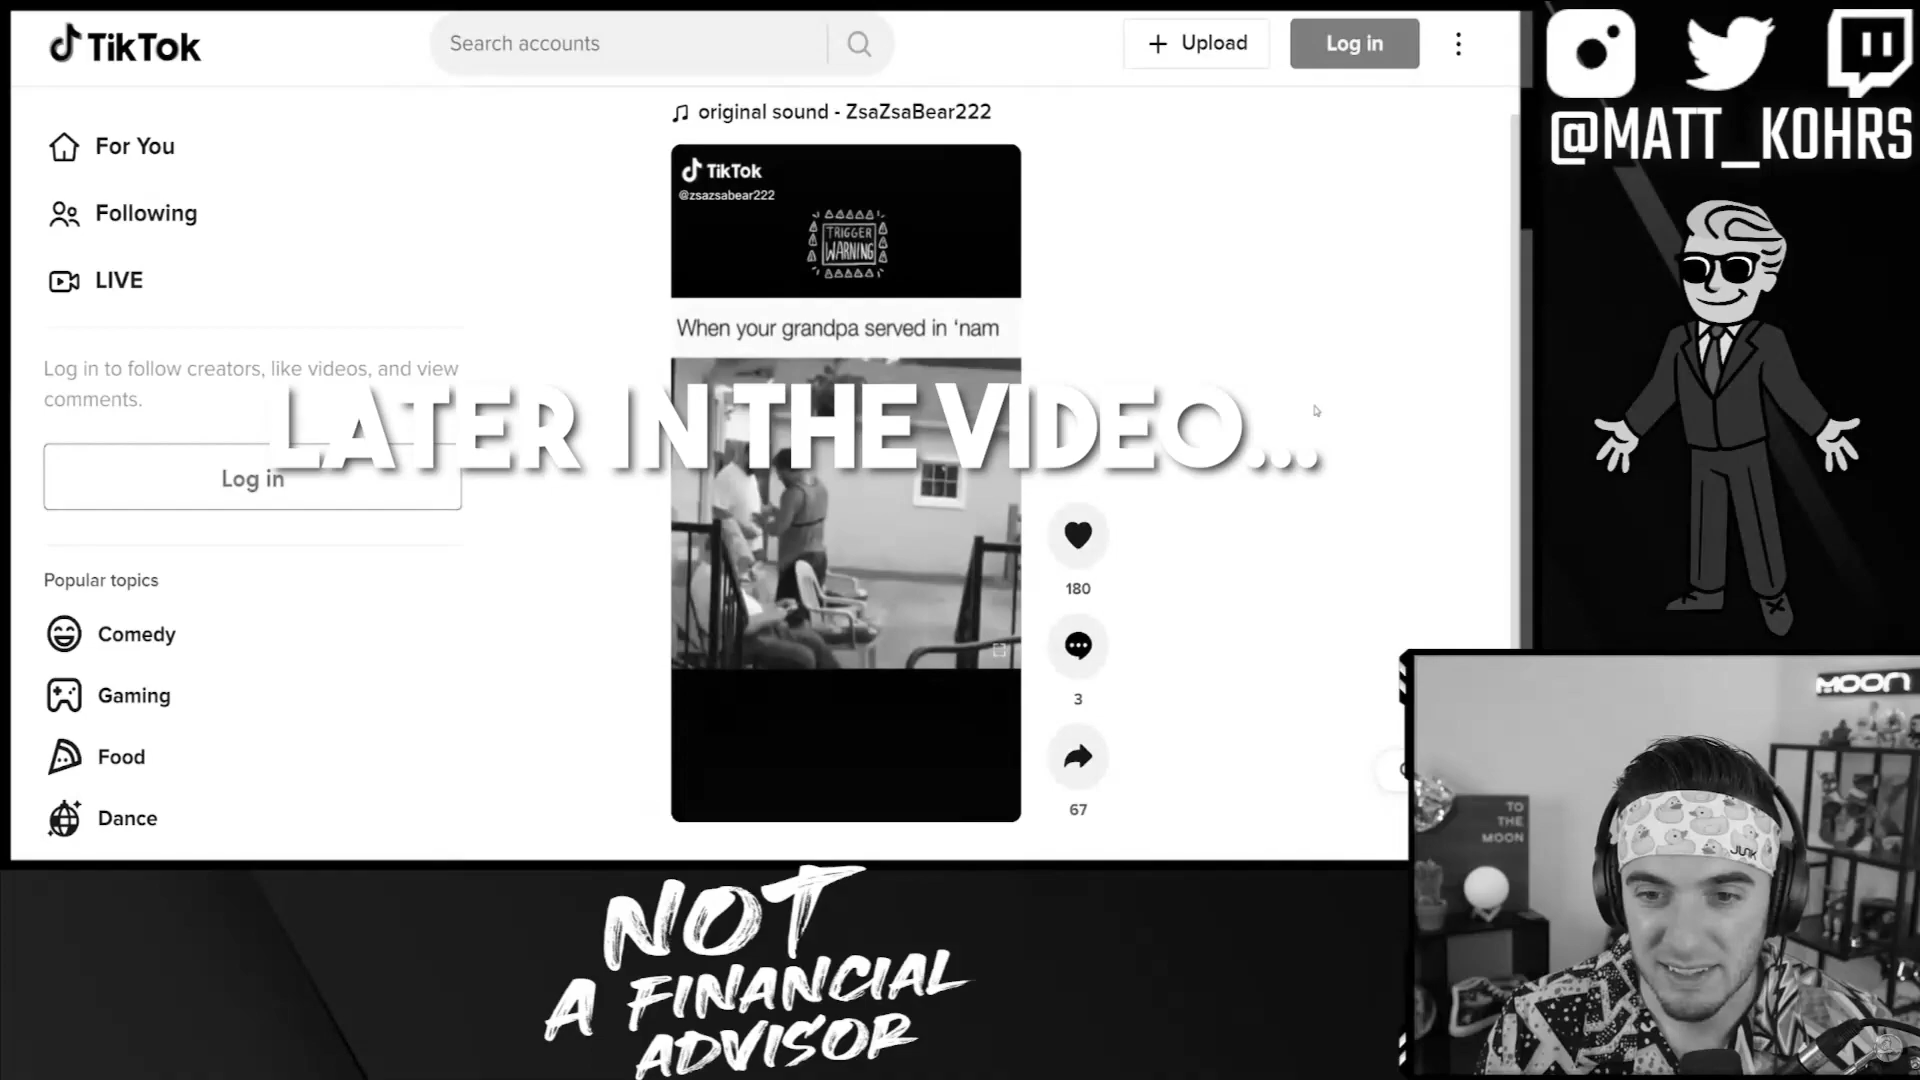 TikTok
Search accounts
+ Upload
Log in
@MATT_KOHRS
original sound - ZsaZsaBear222
For You
Following
LIVE
Log in to follow creators, like videos, and view
comments.
Log in
Popular topics
Comedy
Gaming
Food
Dance
TikTok
@zsazsabear222
TRIGGER
WARNING
When your grandpa served in ‘nam
LATER IN THE VIDEO...
180
3
67
MOON
TO
THE
MOON
JUNK
NOT
A FINANCIAL
ADVISOR